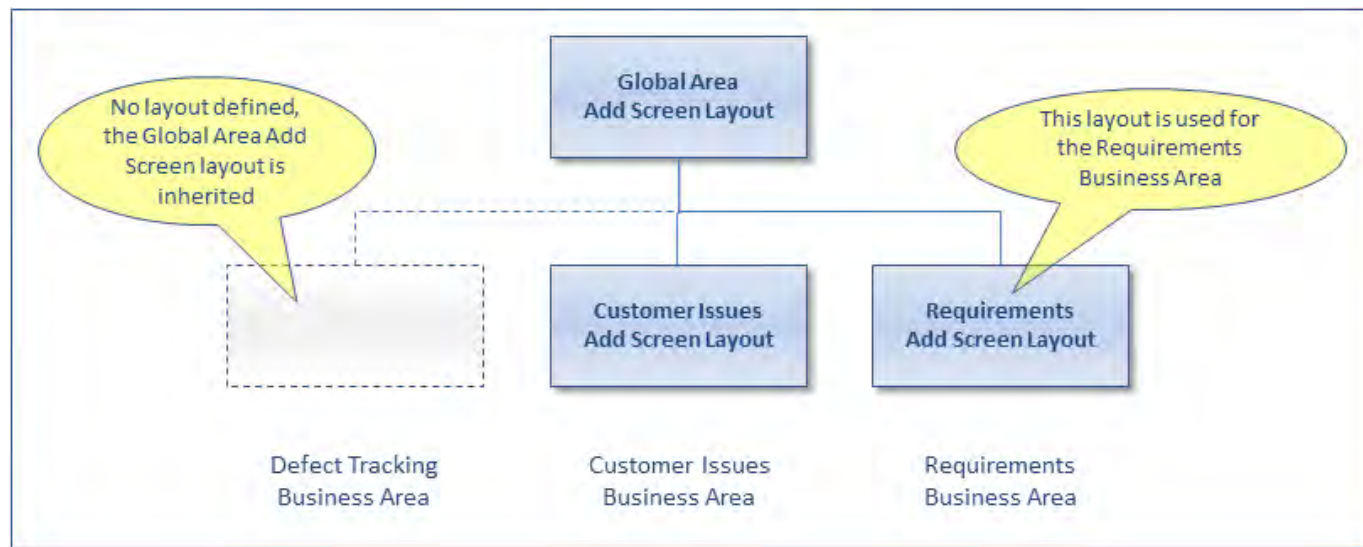 Global Area
Add Screen Layout
No layout defined,
the Global Area Add
Screen layout is
inherited
This layout is used for
the Requirements
Business Area
Customer Issues
Add Screen Layout
Requirements
Add Screen Layout
Defect Tracking
Business Area
Customer Issues
Business Area
Requirements
Business Area